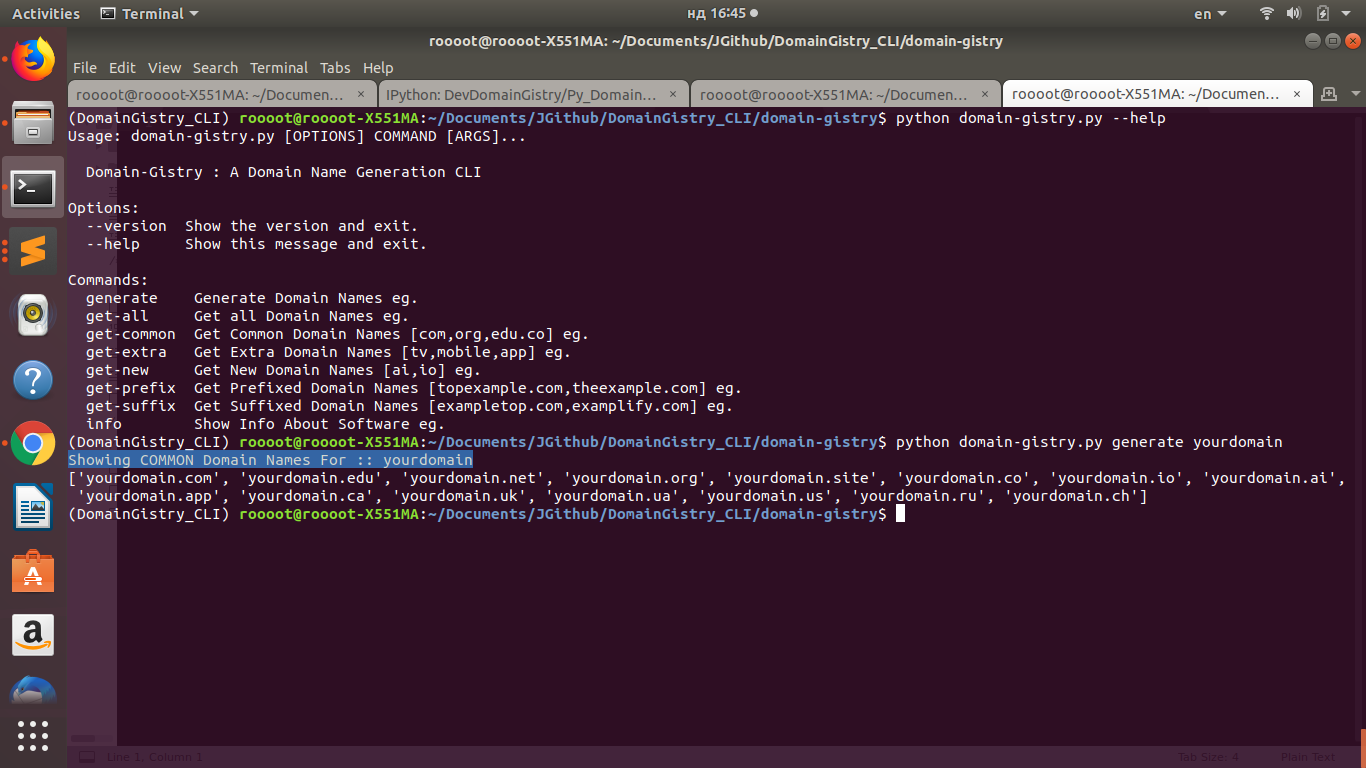 Activities Terminal нд 16:45 en
roooot@roooot-X551MA: ~/Documents/JGithub/DomainGistry_CLI/domain-gistry
File Edit View Search Terminal Tabs Help
roooot@roooot-X551MA: ~/Documen... × IPython: DevDomainGistry/Py_Domain... × roooot@roooot-X551MA: ~/Documen... × roooot@roooot-X551MA: ~/Documen... ×
(DomainGistry_CLI) roooot@roooot-X551MA:~/Documents/JGithub/DomainGistry_CLI/domain-gistry$ python domain-gistry.py --help
Usage: domain-gistry.py [OPTIONS] COMMAND [ARGS]...
Domain-Gistry : A Domain Name Generation CLI
Options:
--version Show the version and exit.
--help Show this message and exit.
Commands:
generate Generate Domain Names eg.
get-all Get all Domain Names eg.
get-common Get Common Domain Names [com,org,edu.co] eg.
get-extra Get Extra Domain Names [tv,mobile,app] eg.
get-new Get New Domain Names [ai,io] eg.
get-prefix Get Prefixed Domain Names [topexample.com,theexample.com] eg.
get-suffix Get Suffixed Domain Names [exampletop.com,examplify.com] eg.
info Show Info About Software eg.
(DomainGistry_CLI) roooot@roooot-X551MA:~/Documents/JGithub/DomainGistry_CLI/domain-gistry$ python domain-gistry.py generate yourdomain
Showing COMMON Domain Names For :: yourdomain
['yourdomain.com', 'yourdomain.edu', 'yourdomain.net', 'yourdomain.org', 'yourdomain.site', 'yourdomain.co', 'yourdomain.io', 'yourdomain.ai',
'yourdomain.app', 'yourdomain.ca', 'yourdomain.uk', 'yourdomain.ua', 'yourdomain.us', 'yourdomain.ru', 'yourdomain.ch']
(DomainGistry_CLI) roooot@roooot-X551MA:~/Documents/JGithub/DomainGistry_CLI/domain-gistry$
Line 1, Column 1 Tab Size: 4 Plain Text